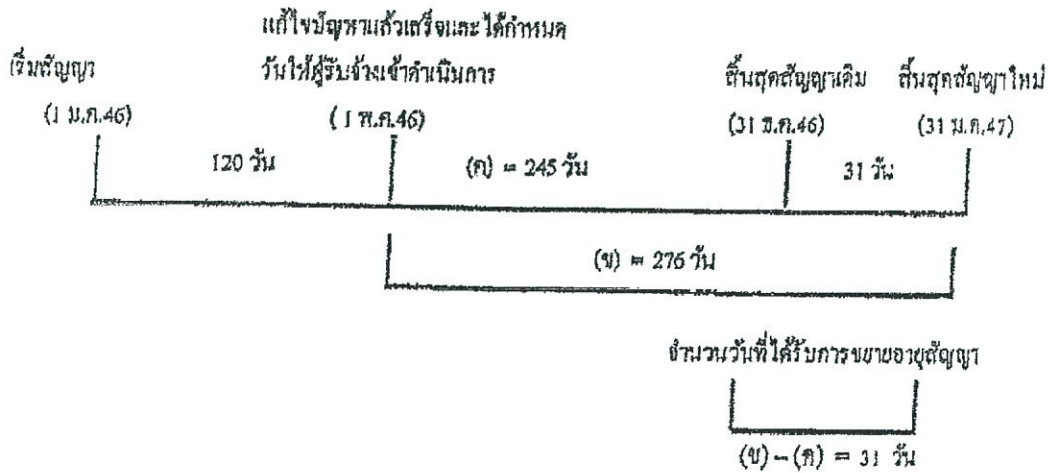 แก้ไขปัญหาแล้วเสร็จและได้กำหนด
เริ่มสัญญา วันให้ผู้รับจ้างเข้าดำเนินการ สิ้นสุดสัญญาเดิม สิ้นสุดสัญญาใหม่
(1 ม.ค.46) (1 พ.ค.46) (31 ธ.ค.46) (31 ม.ค.47)
120 วัน (ค) = 245 วัน 31 วัน
(ข) = 276 วัน
จำนวนวันที่ได้รับการขยายอายุสัญญา
(ข) – (ค) = 31 วัน